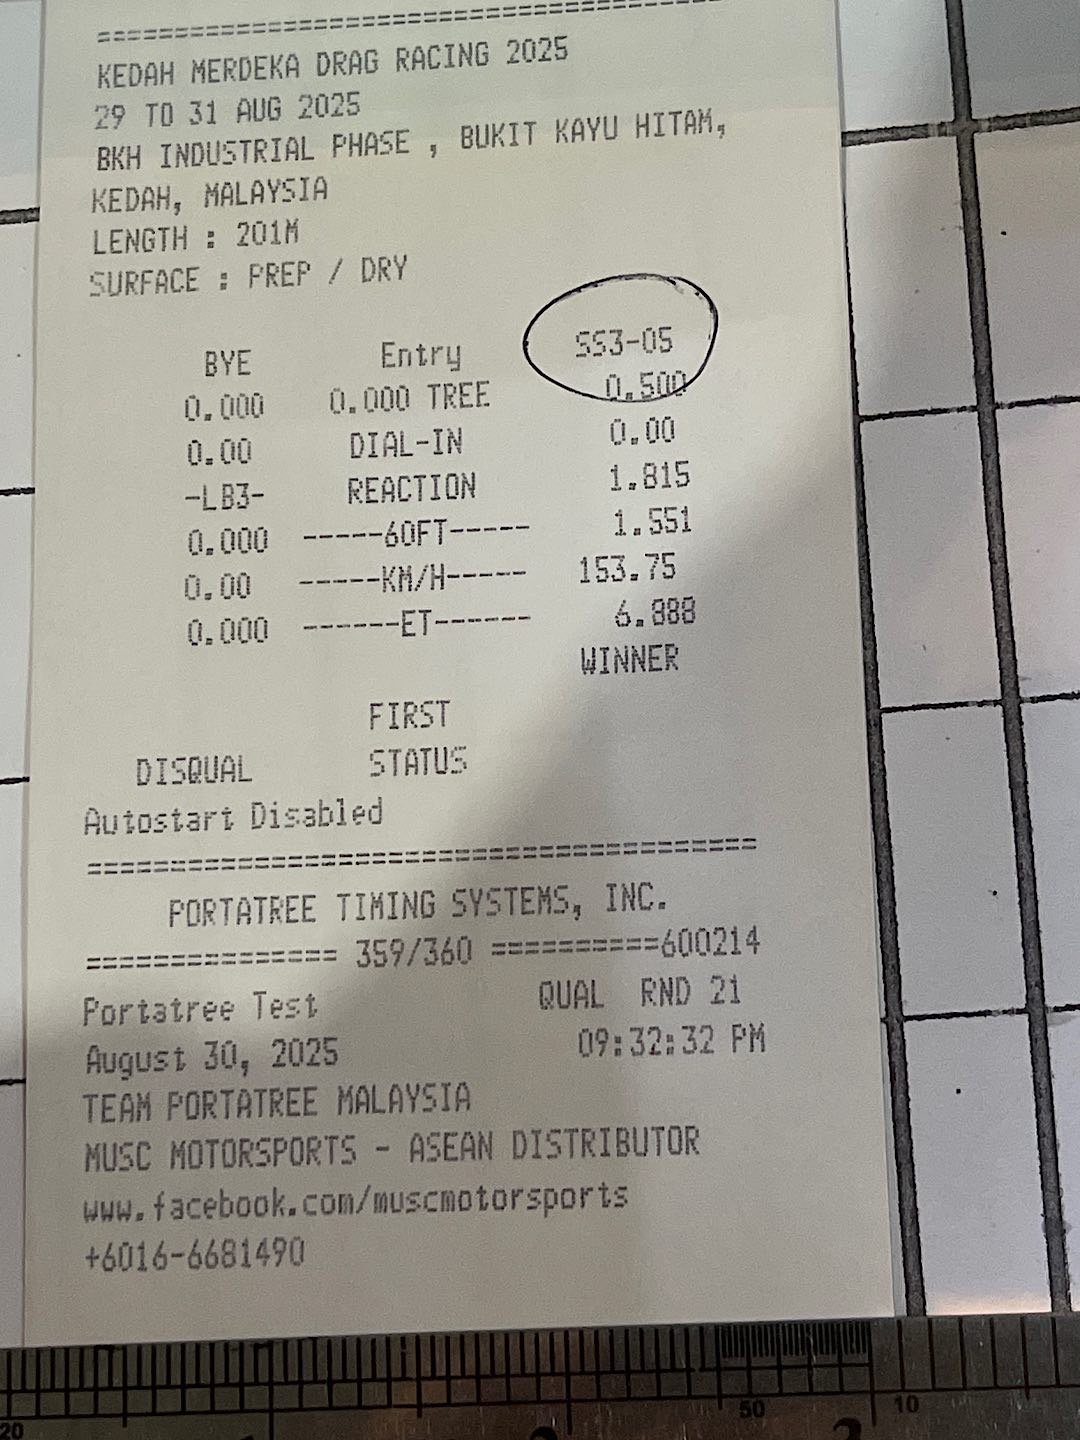 =====================================
KEDAH MERDEKA DRAG RACING 2025
29 TO 31 AUG 2025
BKH INDUSTRIAL PHASE , BUKIT KAYU HITAM,
KEDAH, MALAYSIA
LENGTH : 201M
SURFACE : PREP / DRY
BYE Entry SS3-05
0.000 0.000 TREE 0.500
0.00 DIAL-IN 0.00
-LB3- REACTION 1.815
0.000 -----60FT----- 1.551
0.00 -----KM/H----- 153.75
0.000 ------ET------ 6.888
WINNER
FIRST
DISQUAL STATUS
Autostart Disabled
========================================
PORTATREE TIMING SYSTEMS, INC.
=============== 359/360 ==========600214
Portatree Test QUAL RND 21
August 30, 2025 09:32:32 PM
TEAM PORTATREE MALAYSIA
MUSC MOTORSPORTS - ASEAN DISTRIBUTOR
www.facebook.com/muscmotorsports
+6016-6681490
20 50 10